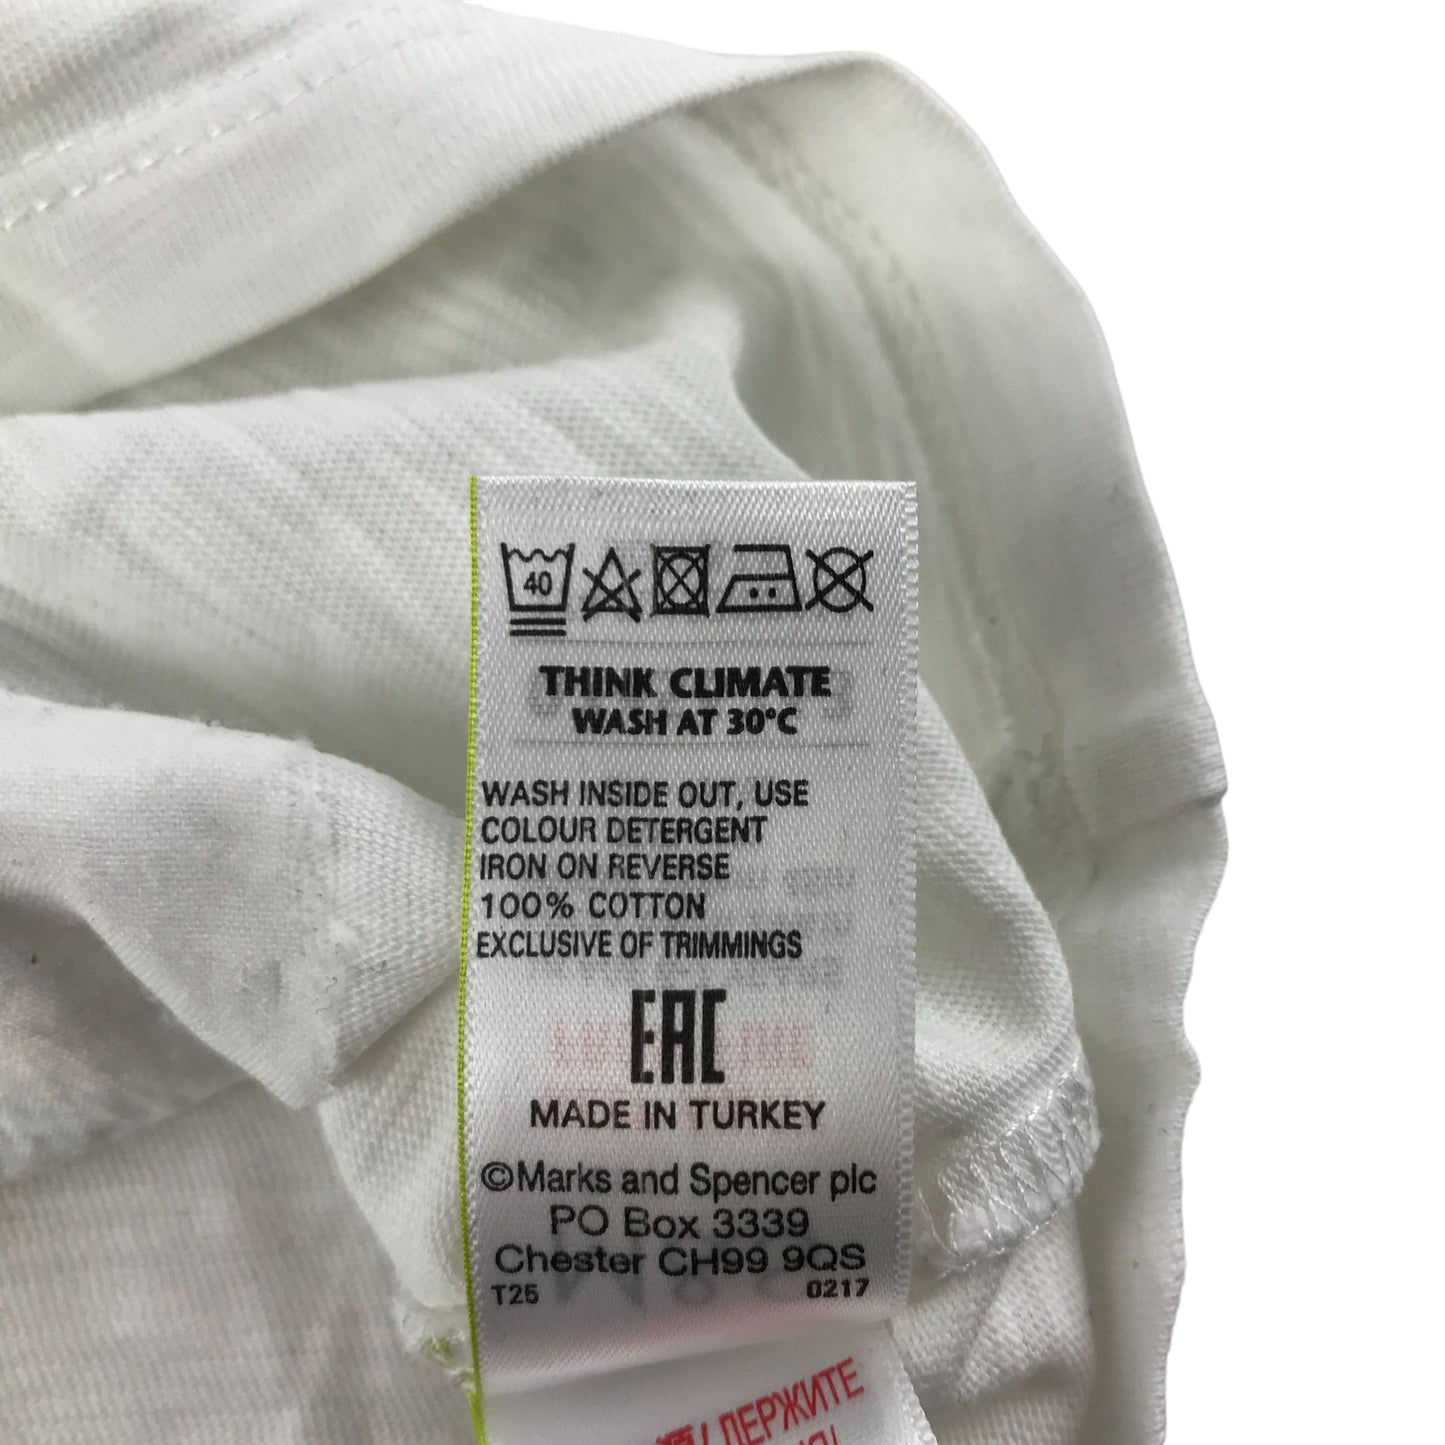 40
THINK CLIMATE
WASH AT 30°C
WASH INSIDE OUT, USE
COLOUR DETERGENT
IRON ON REVERSE
100% COTTON
EXCLUSIVE OF TRIMMINGS
EAC
MADE IN TURKEY
©Marks and Spencer plc
PO Box 3339
Chester CH99 9QS
T25 0217
ДЕРЖИТЕ